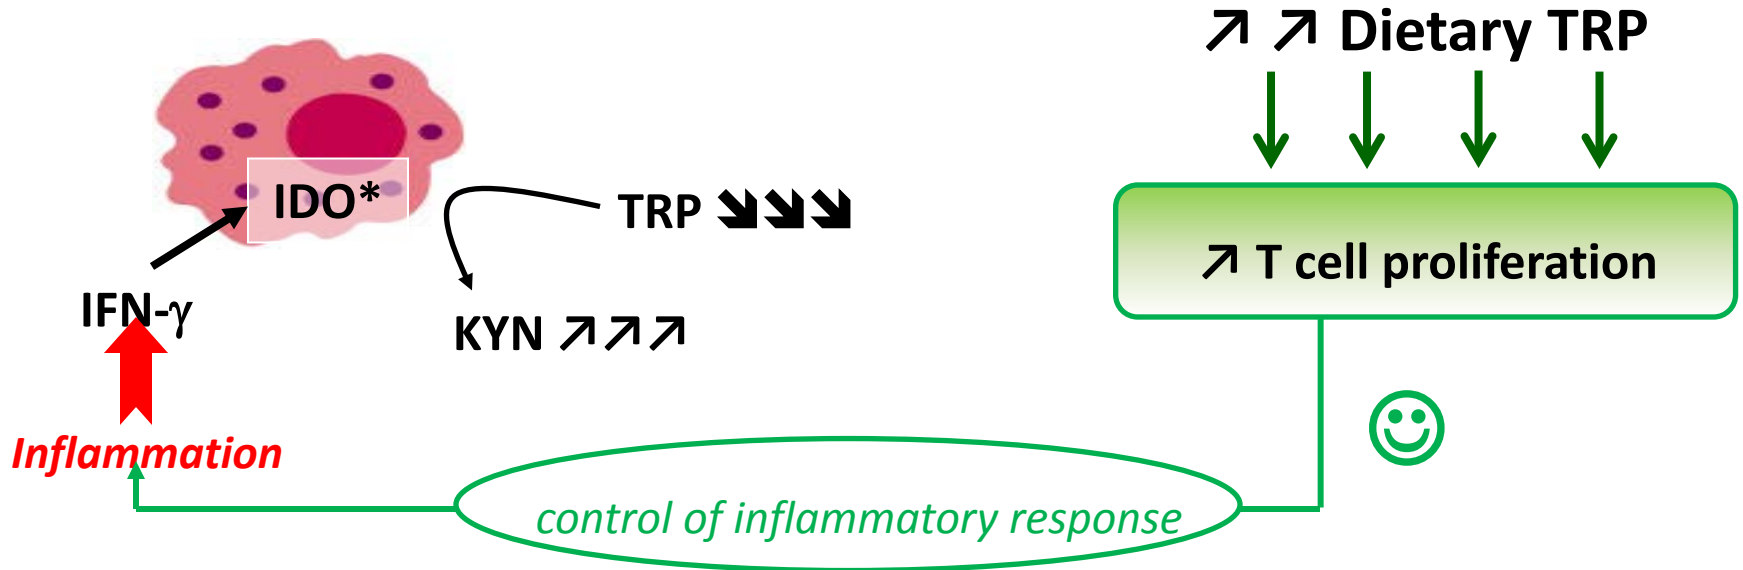 ↗ ↗ Dietary TRP
IDO*
TRP ⬊⬊⬊
↗ T cell proliferation
IFN-γ
KYN ↗↗↗
Inflammation
control of inflammatory response